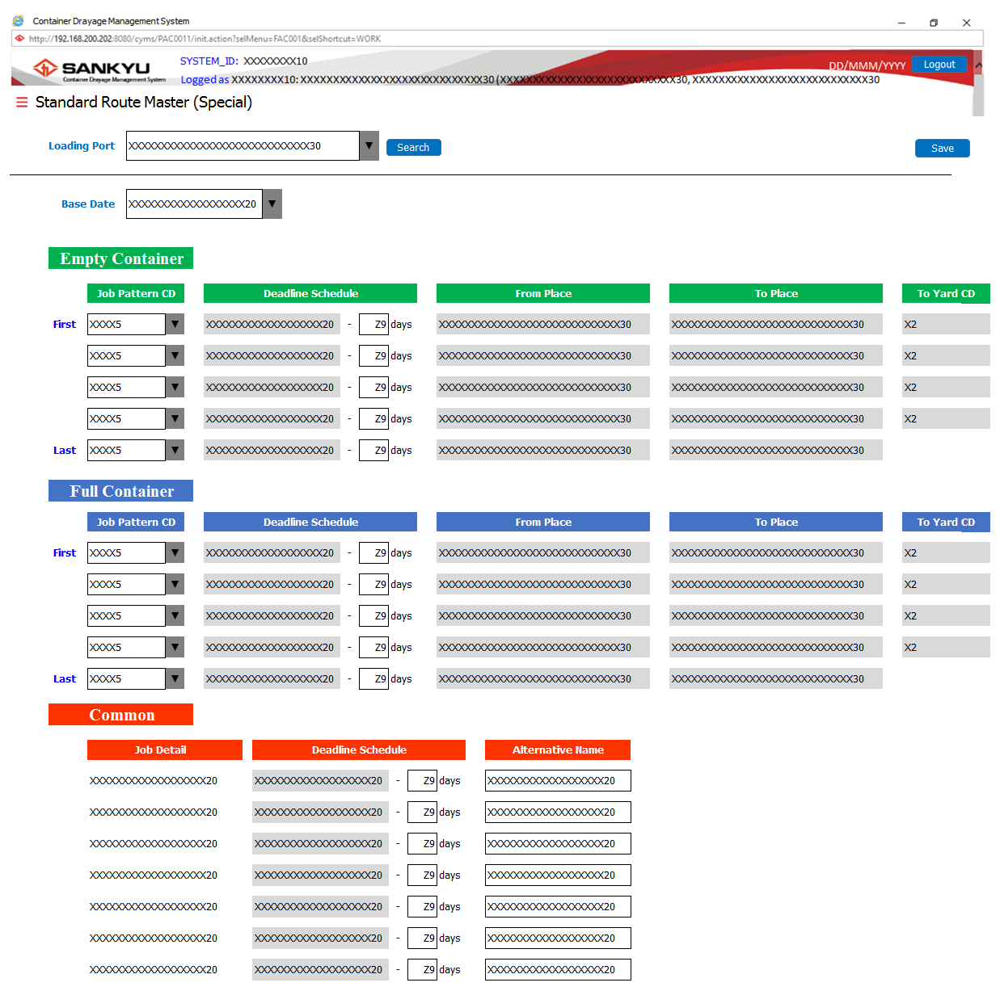 Container Drayage Management System
http://192.168.200.202:8080/cyms/PAC0011/init.action?selMenu=FAC001&selShortcut=WORK
SANKYU
Container Drayage Management System
SYSTEM_ID: XXXXXXXX10
DD/MMM/YYYY Logout
Logged as XXXXXXXX10: XXXXXXXXXXXXXXXXXXXXXXXXXXXX30 (XXXXXXXXXXXXXXXXXXXXXXXXXXXX30, XXXXXXXXXXXXXXXXXXXXXXXXXXXX30
Standard Route Master (Special)
Loading Port XXXXXXXXXXXXXXXXXXXXXXXXXXXX30 ▼ Search Save
Base Date XXXXXXXXXXXXXXXXXX20 ▼
Empty Container
Job Pattern CD Deadline Schedule From Place To Place To Yard CD
First XXXX5 ▼ XXXXXXXXXXXXXXXXXX20 - Z9 days XXXXXXXXXXXXXXXXXXXXXXXXXXXX30 XXXXXXXXXXXXXXXXXXXXXXXXXXXX30 X2
XXXX5 ▼ XXXXXXXXXXXXXXXXXX20 - Z9 days XXXXXXXXXXXXXXXXXXXXXXXXXXXX30 XXXXXXXXXXXXXXXXXXXXXXXXXXXX30 X2
XXXX5 ▼ XXXXXXXXXXXXXXXXXX20 - Z9 days XXXXXXXXXXXXXXXXXXXXXXXXXXXX30 XXXXXXXXXXXXXXXXXXXXXXXXXXXX30 X2
XXXX5 ▼ XXXXXXXXXXXXXXXXXX20 - Z9 days XXXXXXXXXXXXXXXXXXXXXXXXXXXX30 XXXXXXXXXXXXXXXXXXXXXXXXXXXX30 X2
Last XXXX5 ▼ XXXXXXXXXXXXXXXXXX20 - Z9 days XXXXXXXXXXXXXXXXXXXXXXXXXXXX30 XXXXXXXXXXXXXXXXXXXXXXXXXXXX30
Full Container
Job Pattern CD Deadline Schedule From Place To Place To Yard CD
First XXXX5 ▼ XXXXXXXXXXXXXXXXXX20 - Z9 days XXXXXXXXXXXXXXXXXXXXXXXXXXXX30 XXXXXXXXXXXXXXXXXXXXXXXXXXXX30 X2
XXXX5 ▼ XXXXXXXXXXXXXXXXXX20 - Z9 days XXXXXXXXXXXXXXXXXXXXXXXXXXXX30 XXXXXXXXXXXXXXXXXXXXXXXXXXXX30 X2
XXXX5 ▼ XXXXXXXXXXXXXXXXXX20 - Z9 days XXXXXXXXXXXXXXXXXXXXXXXXXXXX30 XXXXXXXXXXXXXXXXXXXXXXXXXXXX30 X2
XXXX5 ▼ XXXXXXXXXXXXXXXXXX20 - Z9 days XXXXXXXXXXXXXXXXXXXXXXXXXXXX30 XXXXXXXXXXXXXXXXXXXXXXXXXXXX30 X2
Last XXXX5 ▼ XXXXXXXXXXXXXXXXXX20 - Z9 days XXXXXXXXXXXXXXXXXXXXXXXXXXXX30 XXXXXXXXXXXXXXXXXXXXXXXXXXXX30
Common
Job Detail Deadline Schedule Alternative Name
XXXXXXXXXXXXXXXXXX20 XXXXXXXXXXXXXXXXXX20 - Z9 days XXXXXXXXXXXXXXXXXX20
XXXXXXXXXXXXXXXXXX20 XXXXXXXXXXXXXXXXXX20 - Z9 days XXXXXXXXXXXXXXXXXX20
XXXXXXXXXXXXXXXXXX20 XXXXXXXXXXXXXXXXXX20 - Z9 days XXXXXXXXXXXXXXXXXX20
XXXXXXXXXXXXXXXXXX20 XXXXXXXXXXXXXXXXXX20 - Z9 days XXXXXXXXXXXXXXXXXX20
XXXXXXXXXXXXXXXXXX20 XXXXXXXXXXXXXXXXXX20 - Z9 days XXXXXXXXXXXXXXXXXX20
XXXXXXXXXXXXXXXXXX20 XXXXXXXXXXXXXXXXXX20 - Z9 days XXXXXXXXXXXXXXXXXX20
XXXXXXXXXXXXXXXXXX20 XXXXXXXXXXXXXXXXXX20 - Z9 days XXXXXXXXXXXXXXXXXX20